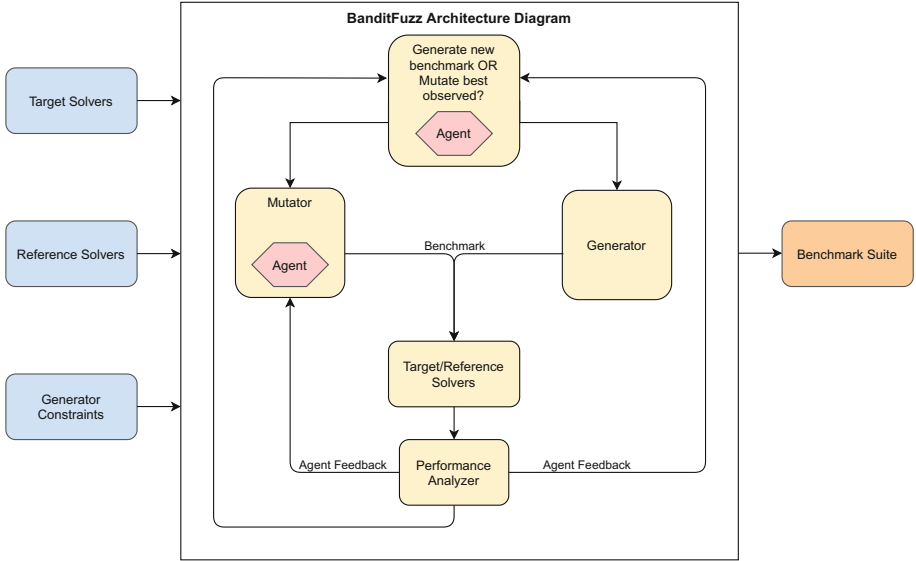 BanditFuzz Architecture Diagram
Generate new
benchmark OR
Mutate best
observed?
Agent
Target Solvers
Mutator
Agent
Generator
Benchmark
Reference Solvers
Benchmark Suite
Target/Reference
Solvers
Generator
Constraints
Agent Feedback
Performance
Analyzer
Agent Feedback